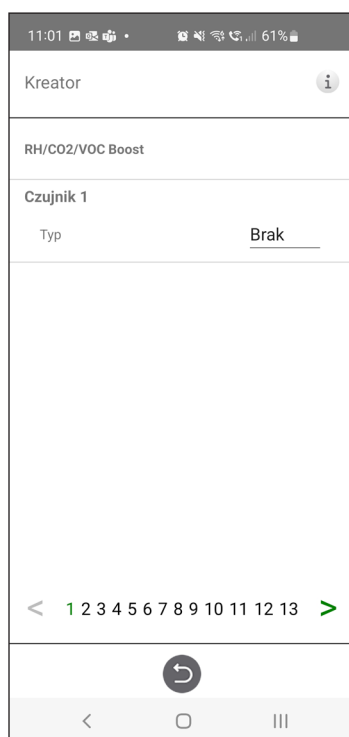 11:01 61%
Kreator i
RH/CO2/VOC Boost
Czujnik 1
Typ Brak
< 1 2 3 4 5 6 7 8 9 10 11 12 13 >